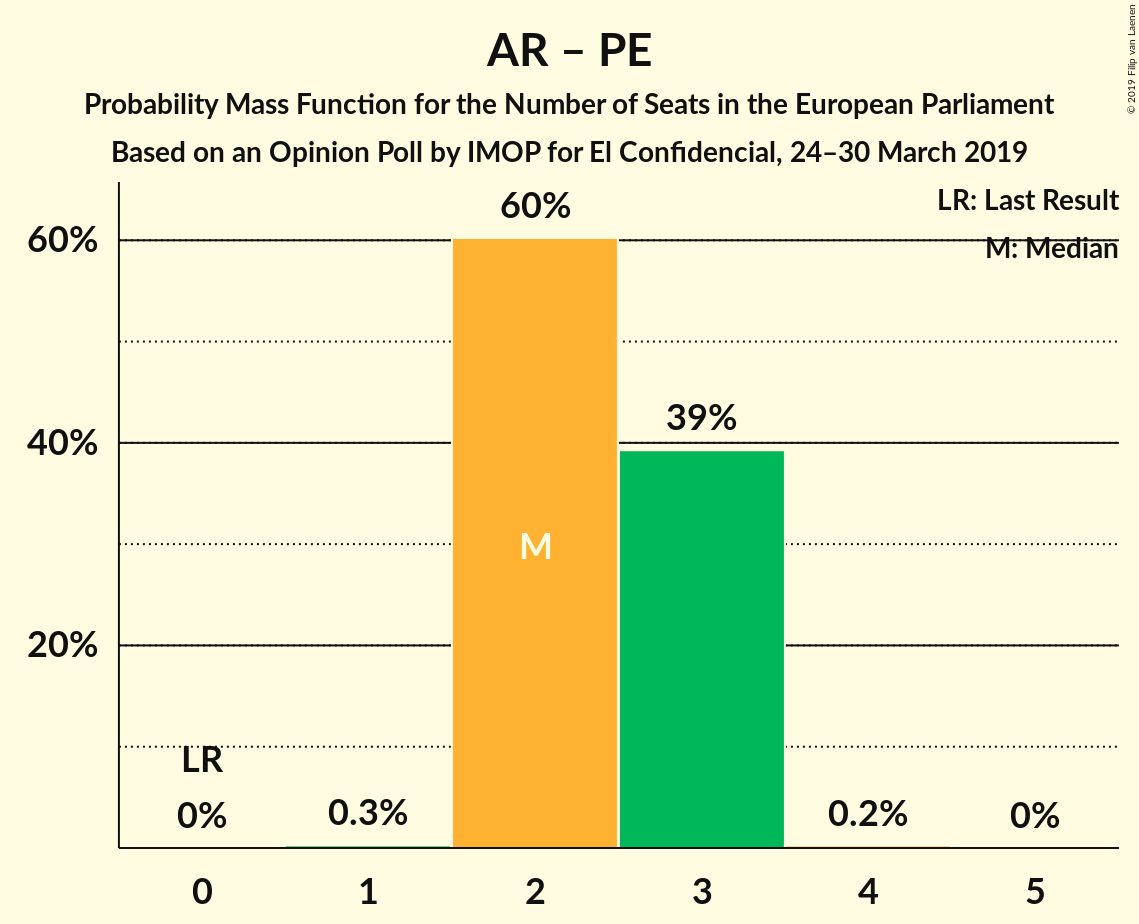 AR – PE
Probability Mass Function for the Number of Seats in the European Parliament
Based on an Opinion Poll by IMOP for El Confidencial, 24–30 March 2019
© 2019 Filip van Laenen
LR: Last Result
M: Median
60%
40%
20%
60%
39%
M
LR
0%
0.3%
0.2%
0%
0 1 2 3 4 5